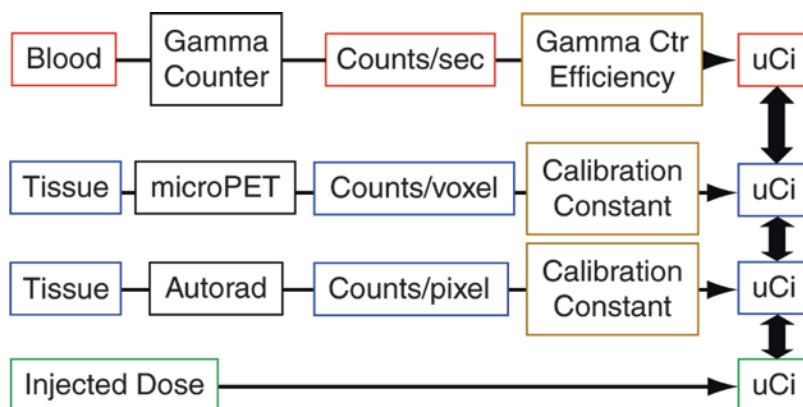 Blood
Gamma
Counter
Counts/sec
Gamma Ctr
Efficiency
uCi
Tissue
microPET
Counts/voxel
Calibration
Constant
uCi
Tissue
Autorad
Counts/pixel
Calibration
Constant
uCi
Injected Dose
uCi